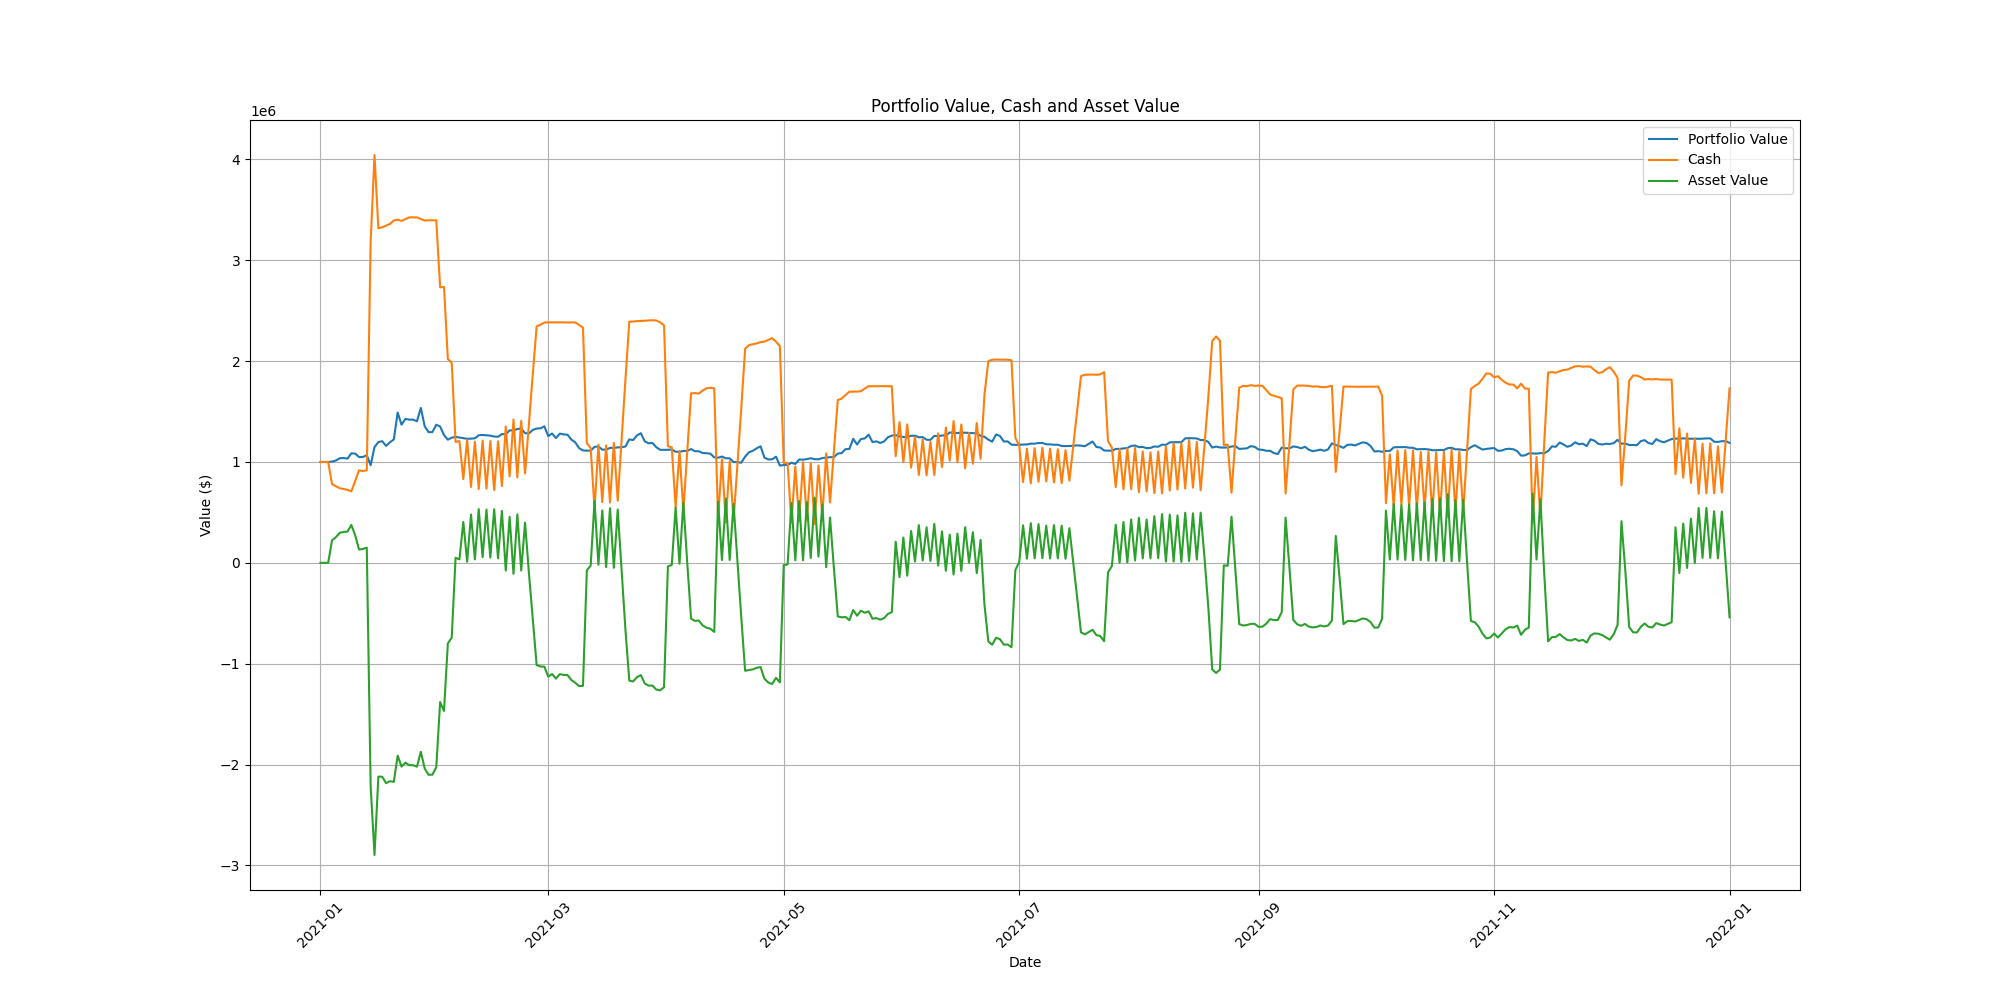 Portfolio Value, Cash and Asset Value
1e6
Portfolio Value
Cash
Asset Value
4
3
2
1
0
−1
−2
−3
Value ($)
2021-01
2021-03
2021-05
2021-07
2021-09
2021-11
2022-01
Date